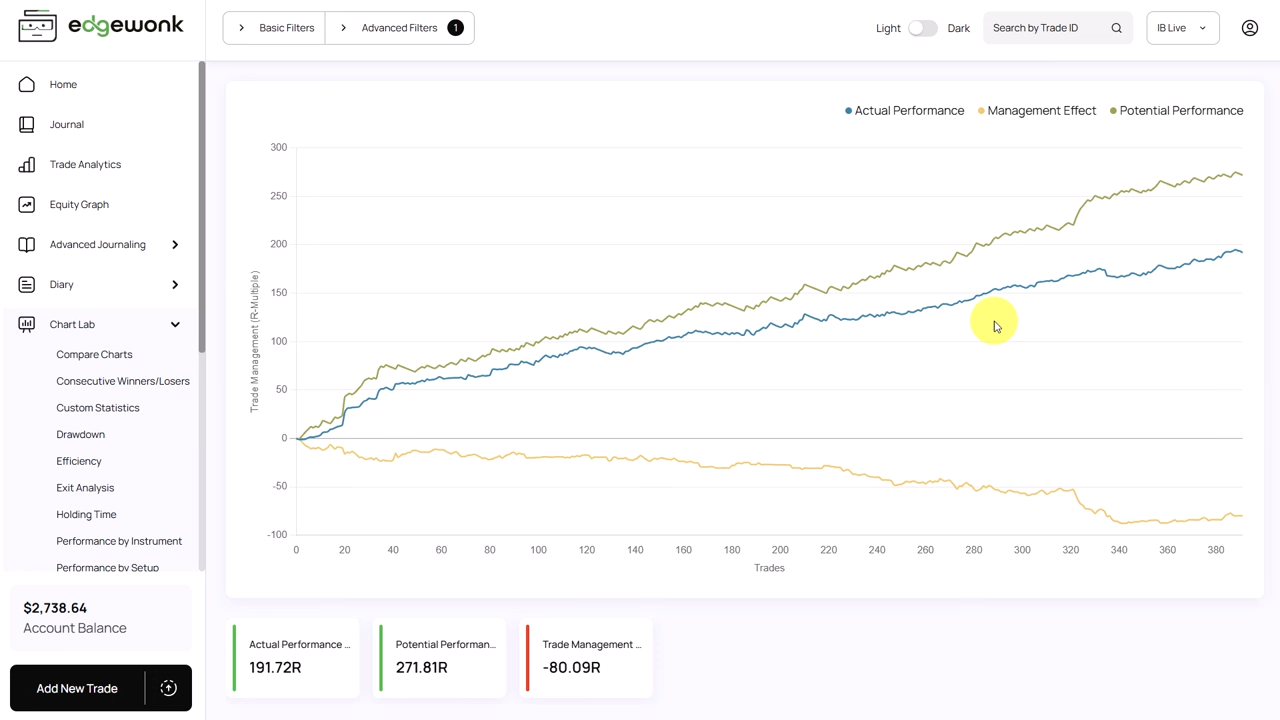 edgewonk
Basic Filters
Advanced Filters 1
Light
Dark
Search by Trade ID
IB Live
Home
Journal
Trade Analytics
Equity Graph
Advanced Journaling
Diary
Chart Lab
Compare Charts
Consecutive Winners/Losers
Custom Statistics
Drawdown
Efficiency
Exit Analysis
Holding Time
Performance by Instrument
Performance by Setup
$2,738.64
Account Balance
Add New Trade
Actual Performance
Management Effect
Potential Performance
Trade Management (R-Multiple)
300
250
200
150
100
50
0
-50
-100
0 20 40 60 80 100 120 140 160 180 200 220 240 260 280 300 320 340 360 380
Trades
Actual Performance ...
191.72R
Potential Performan...
271.81R
Trade Management ...
-80.09R